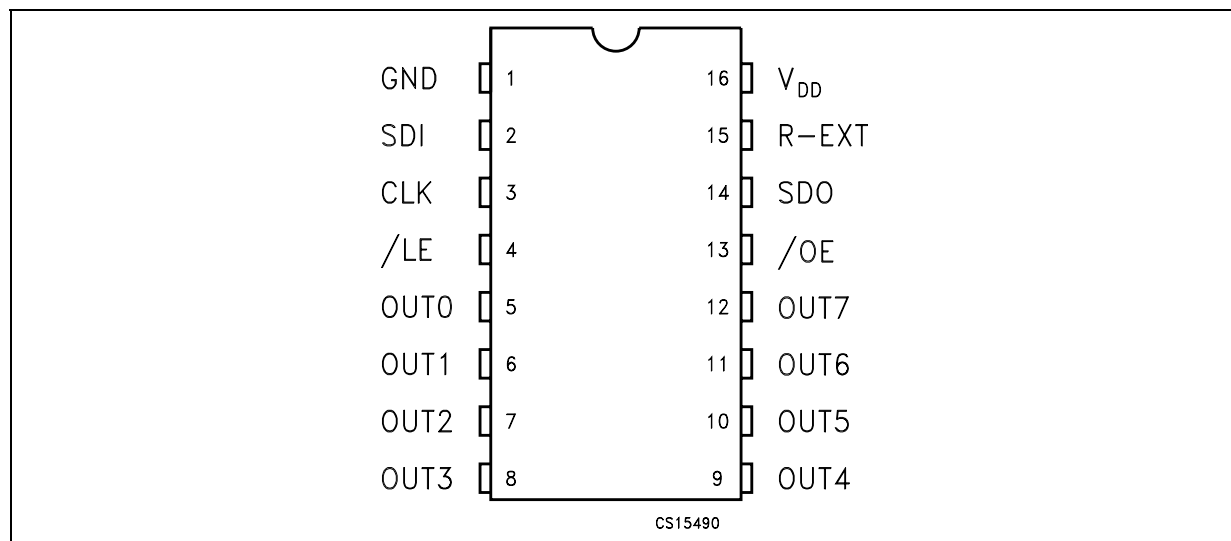 GND 1 16 V_DD
SDI 2 15 R-EXT
CLK 3 14 SDO
/LE 4 13 /OE
OUT0 5 12 OUT7
OUT1 6 11 OUT6
OUT2 7 10 OUT5
OUT3 8 9 OUT4
CS15490